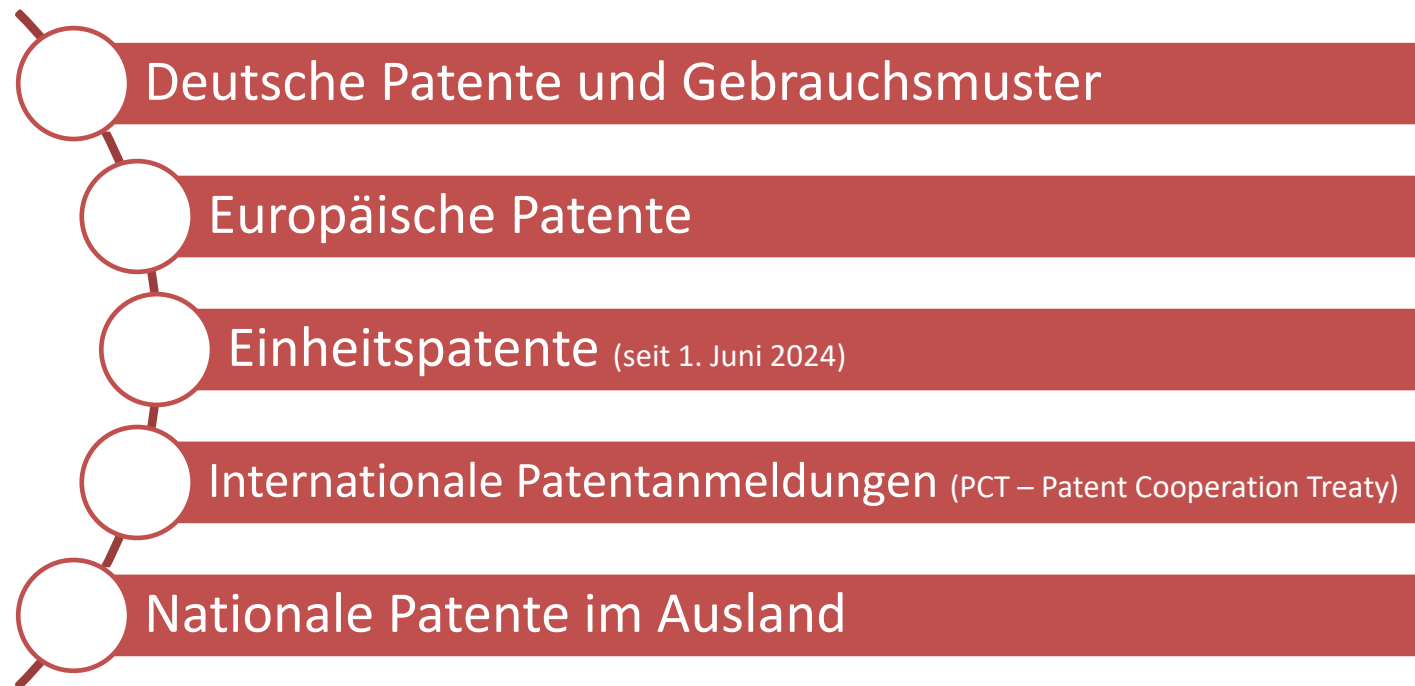 Deutsche Patente und Gebrauchsmuster
Europäische Patente
Einheitspatente (seit 1. Juni 2024)
Internationale Patentanmeldungen (PCT – Patent Cooperation Treaty)
Nationale Patente im Ausland